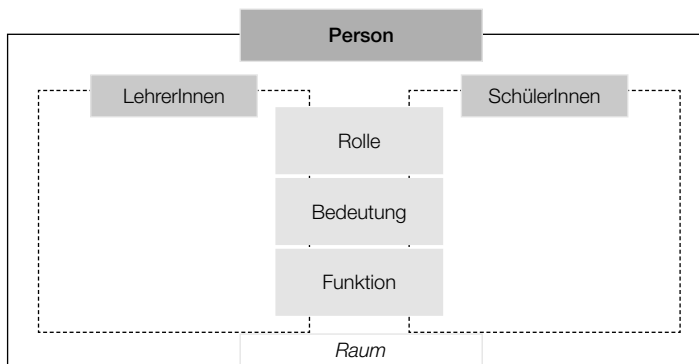 Person
LehrerInnen
SchülerInnen
Rolle
Bedeutung
Funktion
Raum